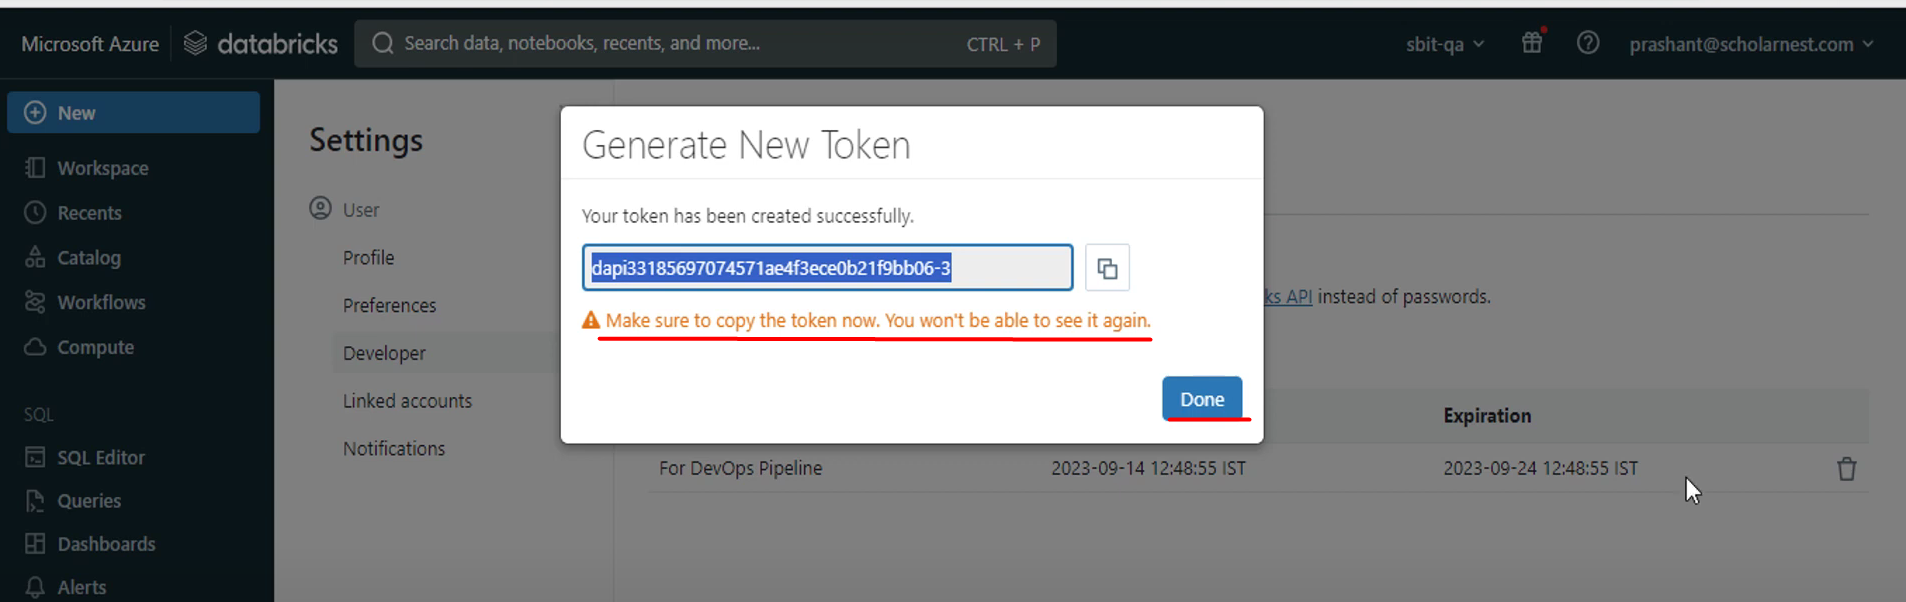 Microsoft Azure databricks Search data, notebooks, recents, and more... CTRL + P sbit-qa prashant@scholarnest.com
New
Workspace
Recents
Catalog
Workflows
Compute
SQL
SQL Editor
Queries
Dashboards
Alerts
Settings
User
Profile
Preferences
Developer
Linked accounts
Notifications
Generate New Token
Your token has been created successfully.
dapi33185697074571ae4f3ece0b21f9bb06-3
Make sure to copy the token now. You won't be able to see it again.
Done
ks API instead of passwords.
Expiration
For DevOps Pipeline 2023-09-14 12:48:55 IST 2023-09-24 12:48:55 IST